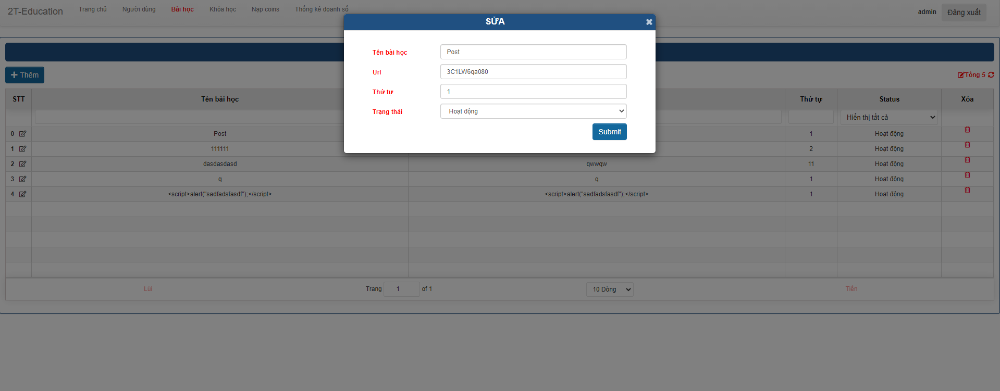 2T-Education Trang chủ Người dùng Bài học Khóa học Nạp coins Thống kê doanh số admin Đăng xuất
SỬA
Tên bài học Post
Url 3C1LW6qa080
Thứ tự 1
Trạng thái Hoạt động
Submit
Thêm Tổng 5
STT Tên bài học Thứ tự Status Xóa
Hiển thị tất cả
0 Post 1 Hoạt động
1 111111 2 Hoạt động
2 dasdasdasd qwwqw 11 Hoạt động
3 q q 1 Hoạt động
4 <script>alert("sadfadsfasdf");</script> <script>alert("sadfadsfasdf");</script> 1 Hoạt động
Lùi Trang 1 of 1 10 Dòng Tiến